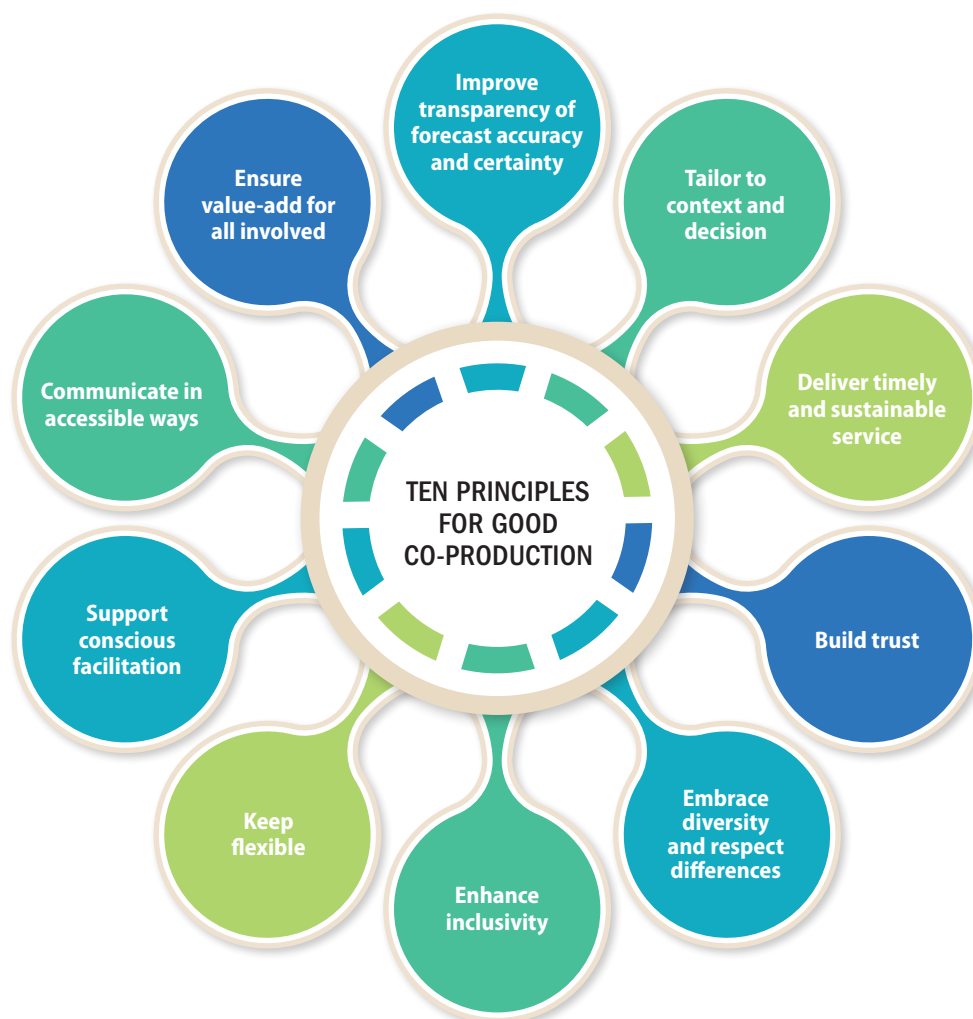 TEN PRINCIPLES
FOR GOOD
CO-PRODUCTION
Improve
transparency of
forecast accuracy
and certainty
Tailor to
context and
decision
Deliver timely
and sustainable
service
Build trust
Embrace
diversity
and respect
differences
Enhance
inclusivity
Keep
flexible
Support
conscious
facilitation
Communicate in
accessible ways
Ensure
value-add for
all involved